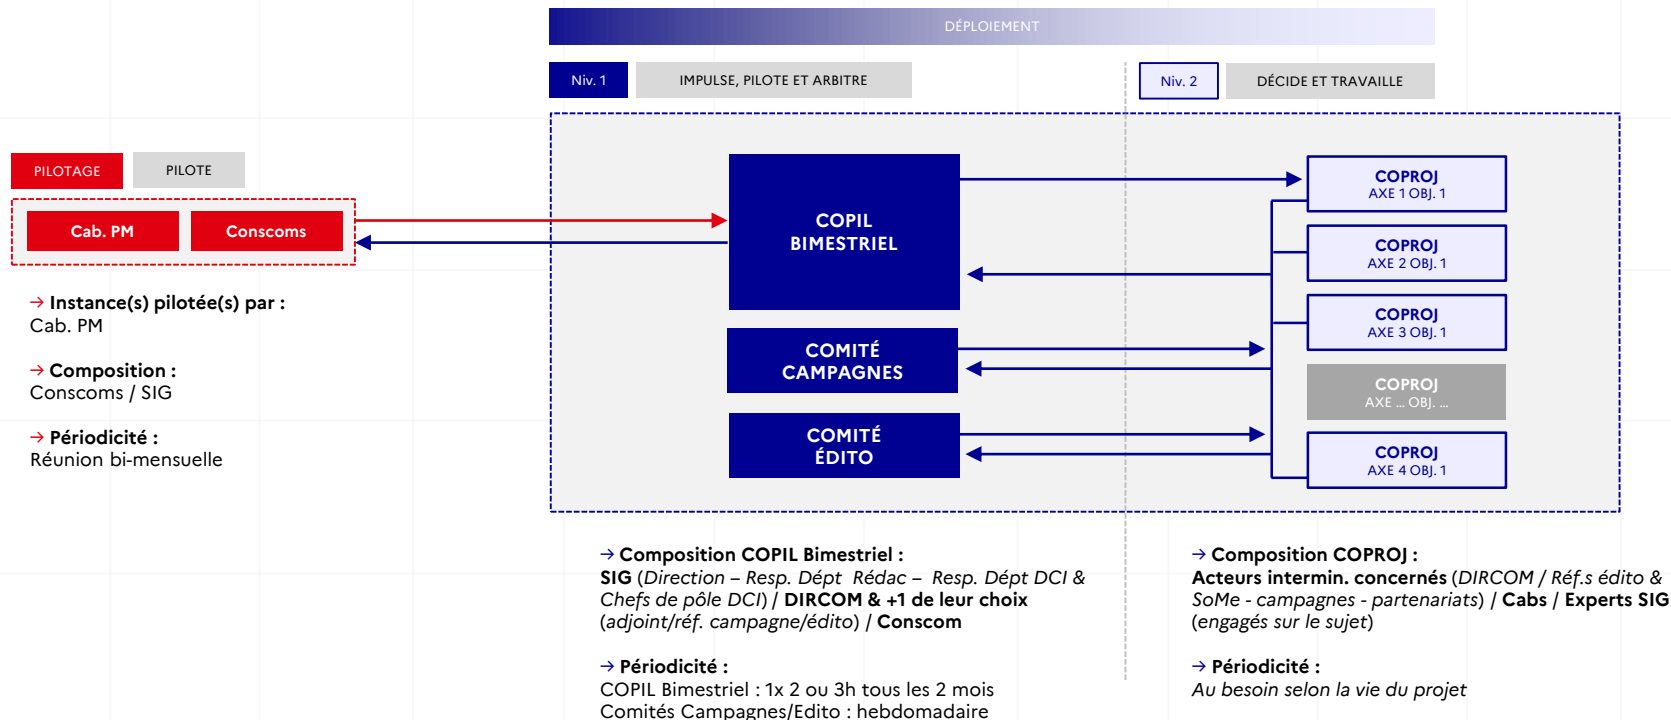 DÉPLOIEMENT
Niv. 1
IMPULSE, PILOTE ET ARBITRE
Niv. 2
DÉCIDE ET TRAVAILLE
PILOTAGE
PILOTE
Cab. PM
Conscoms
→ Instance(s) pilotée(s) par :
Cab. PM
→ Composition :
Conscoms / SIG
→ Périodicité :
Réunion bi-mensuelle
COPIL
BIMESTRIEL
COMITÉ
CAMPAGNES
COMITÉ
ÉDITO
COPROJ
AXE 1 OBJ. 1
COPROJ
AXE 2 OBJ. 1
COPROJ
AXE 3 OBJ. 1
COPROJ
AXE ... OBJ. ...
COPROJ
AXE 4 OBJ. 1
→ Composition COPIL Bimestriel :
SIG (Direction – Resp. Dépt Rédac – Resp. Dépt DCI &
Chefs de pôle DCI) / DIRCOM & +1 de leur choix
(adjoint/réf. campagne/édito) / Conscom
→ Périodicité :
COPIL Bimestriel : 1x 2 ou 3h tous les 2 mois
Comités Campagnes/Edito : hebdomadaire
→ Composition COPROJ :
Acteurs intermin. concernés (DIRCOM / Réf.s édito &
SoMe - campagnes - partenariats) / Cabs / Experts SIG
(engagés sur le sujet)
→ Périodicité :
Au besoin selon la vie du projet